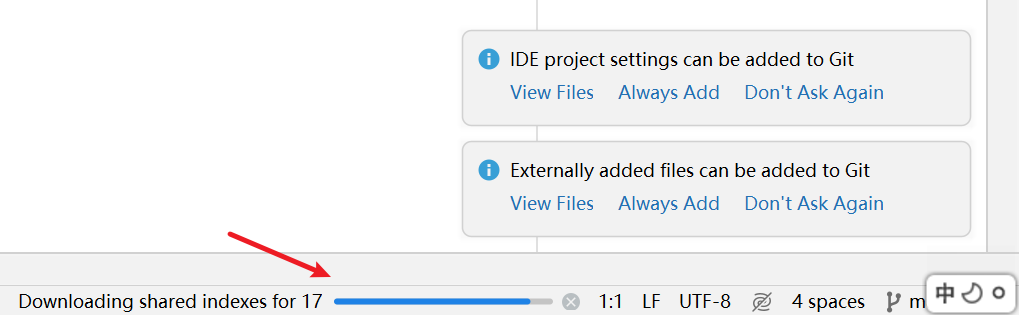 IDE project settings can be added to Git
View Files Always Add Don't Ask Again
Externally added files can be added to Git
View Files Always Add Don't Ask Again
Downloading shared indexes for 17 1:1 LF UTF-8 4 spaces m 中